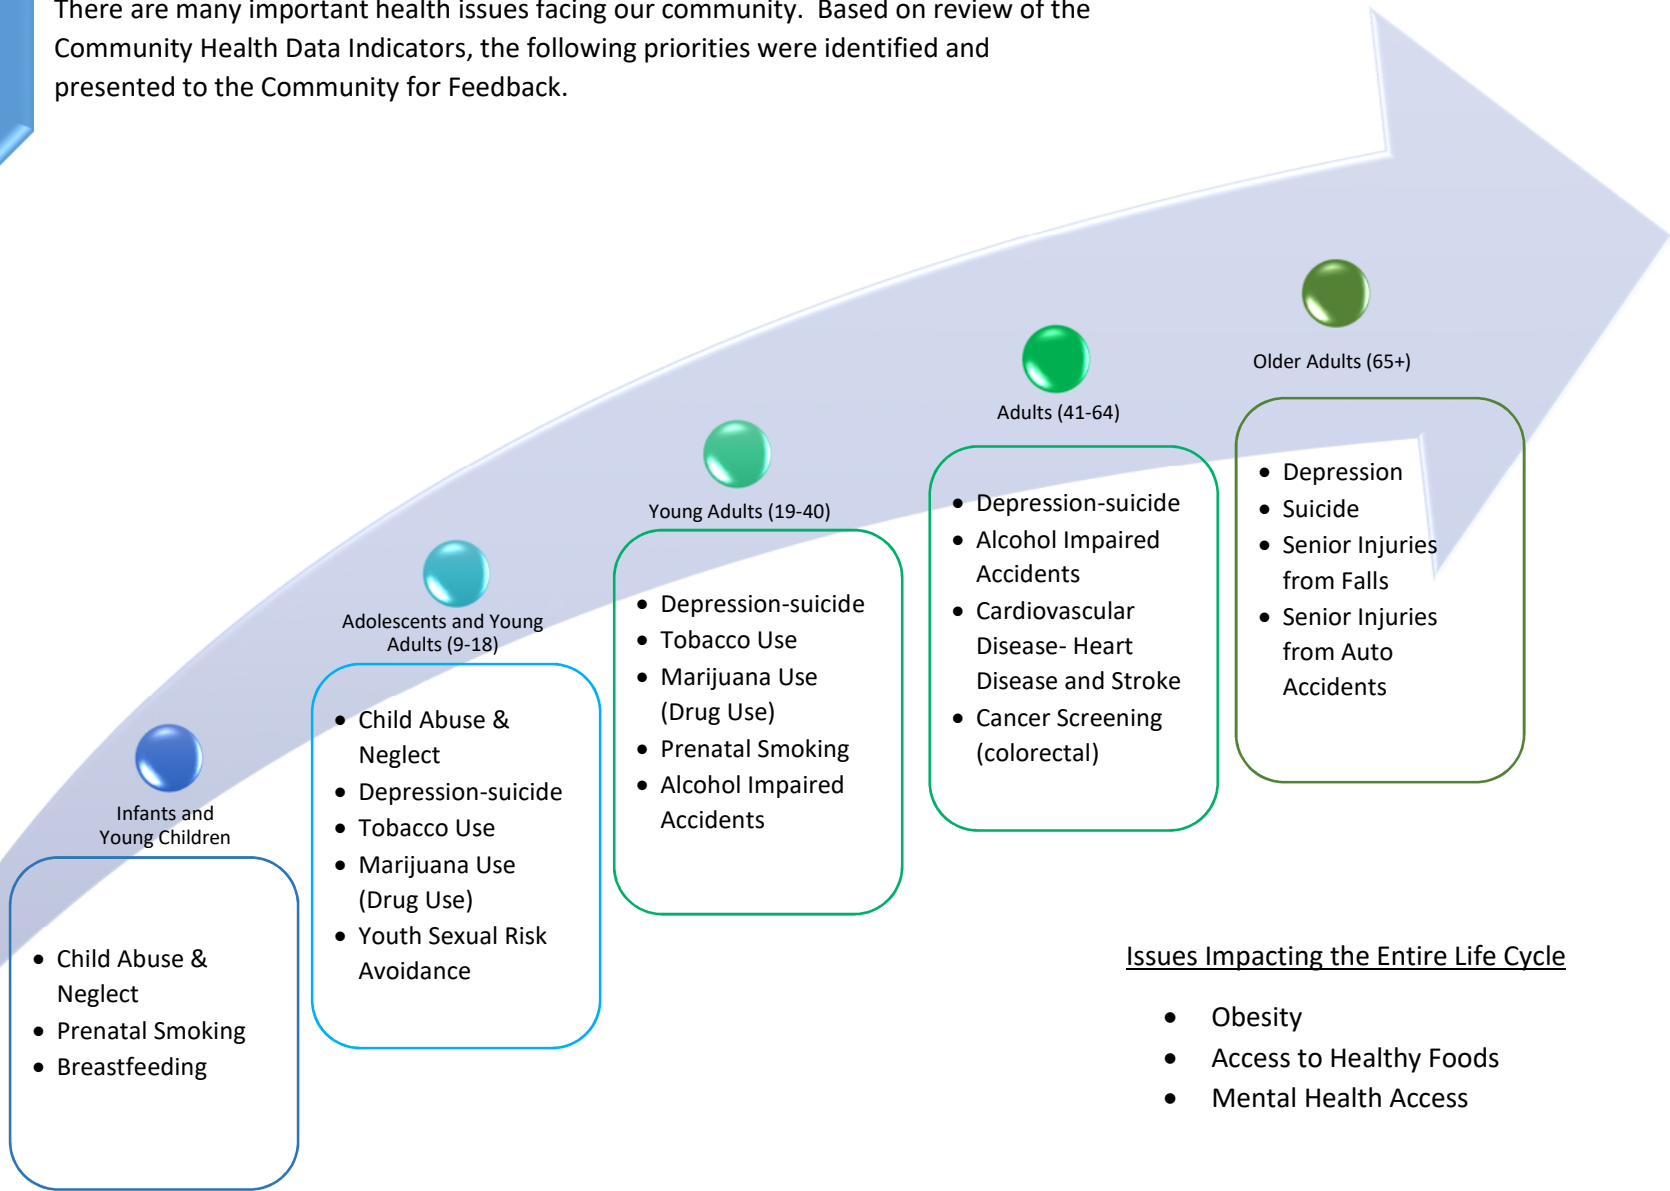 There are many important health issues facing our community.  Based on review of the
Community Health Data Indicators, the following priorities were identified and
presented to the Community for Feedback.
Infants and
Young Children
• Child Abuse &
Neglect
• Prenatal Smoking
• Breastfeeding
Adolescents and Young
Adults (9-18)
• Child Abuse &
Neglect
• Depression-suicide
• Tobacco Use
• Marijuana Use
(Drug Use)
• Youth Sexual Risk
Avoidance
Young Adults (19-40)
• Depression-suicide
• Tobacco Use
• Marijuana Use
(Drug Use)
• Prenatal Smoking
• Alcohol Impaired
Accidents
Adults (41-64)
• Depression-suicide
• Alcohol Impaired
Accidents
• Cardiovascular
Disease- Heart
Disease and Stroke
• Cancer Screening
(colorectal)
Older Adults (65+)
• Depression
• Suicide
• Senior Injuries
from Falls
• Senior Injuries
from Auto
Accidents
Issues Impacting the Entire Life Cycle
• Obesity
• Access to Healthy Foods
• Mental Health Access